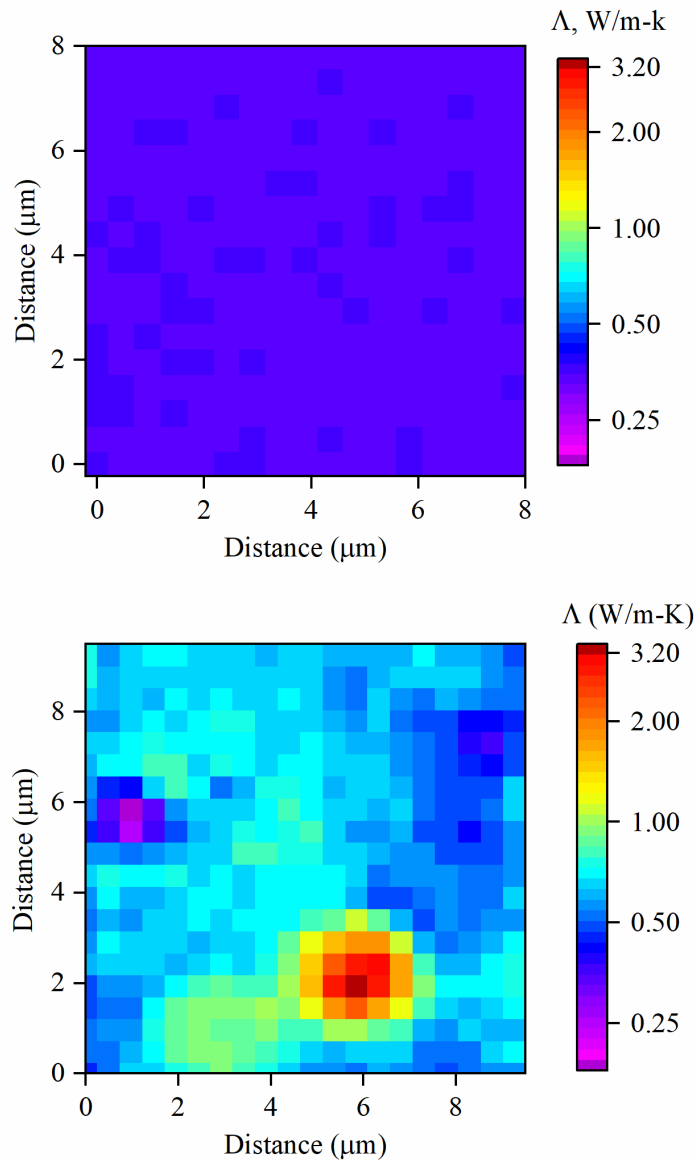 Λ, W/m-k
8
6
4
2
0
Distance (μm)
0 2 4 6 8
Distance (μm)
3.20
2.00
1.00
0.50
0.25
Λ (W/m-K)
8
6
4
2
0
Distance (μm)
0 2 4 6 8
Distance (μm)
3.20
2.00
1.00
0.50
0.25